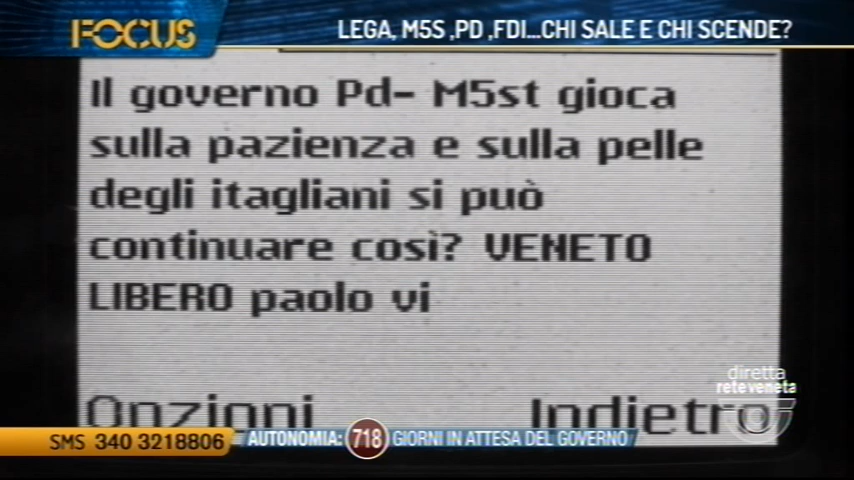 FOCUS
LEGA, M5S ,PD ,FDI...CHI SALE E CHI SCENDE?
Il governo Pd- M5st gioca
sulla pazienza e sulla pelle
degli itagliani si può
continuare così? VENETO
LIBERO paolo vi
diretta
reteveneta
Opzioni Indietro
SMS 340 3218806
AUTONOMIA: 718 GIORNI IN ATTESA DEL GOVERNO